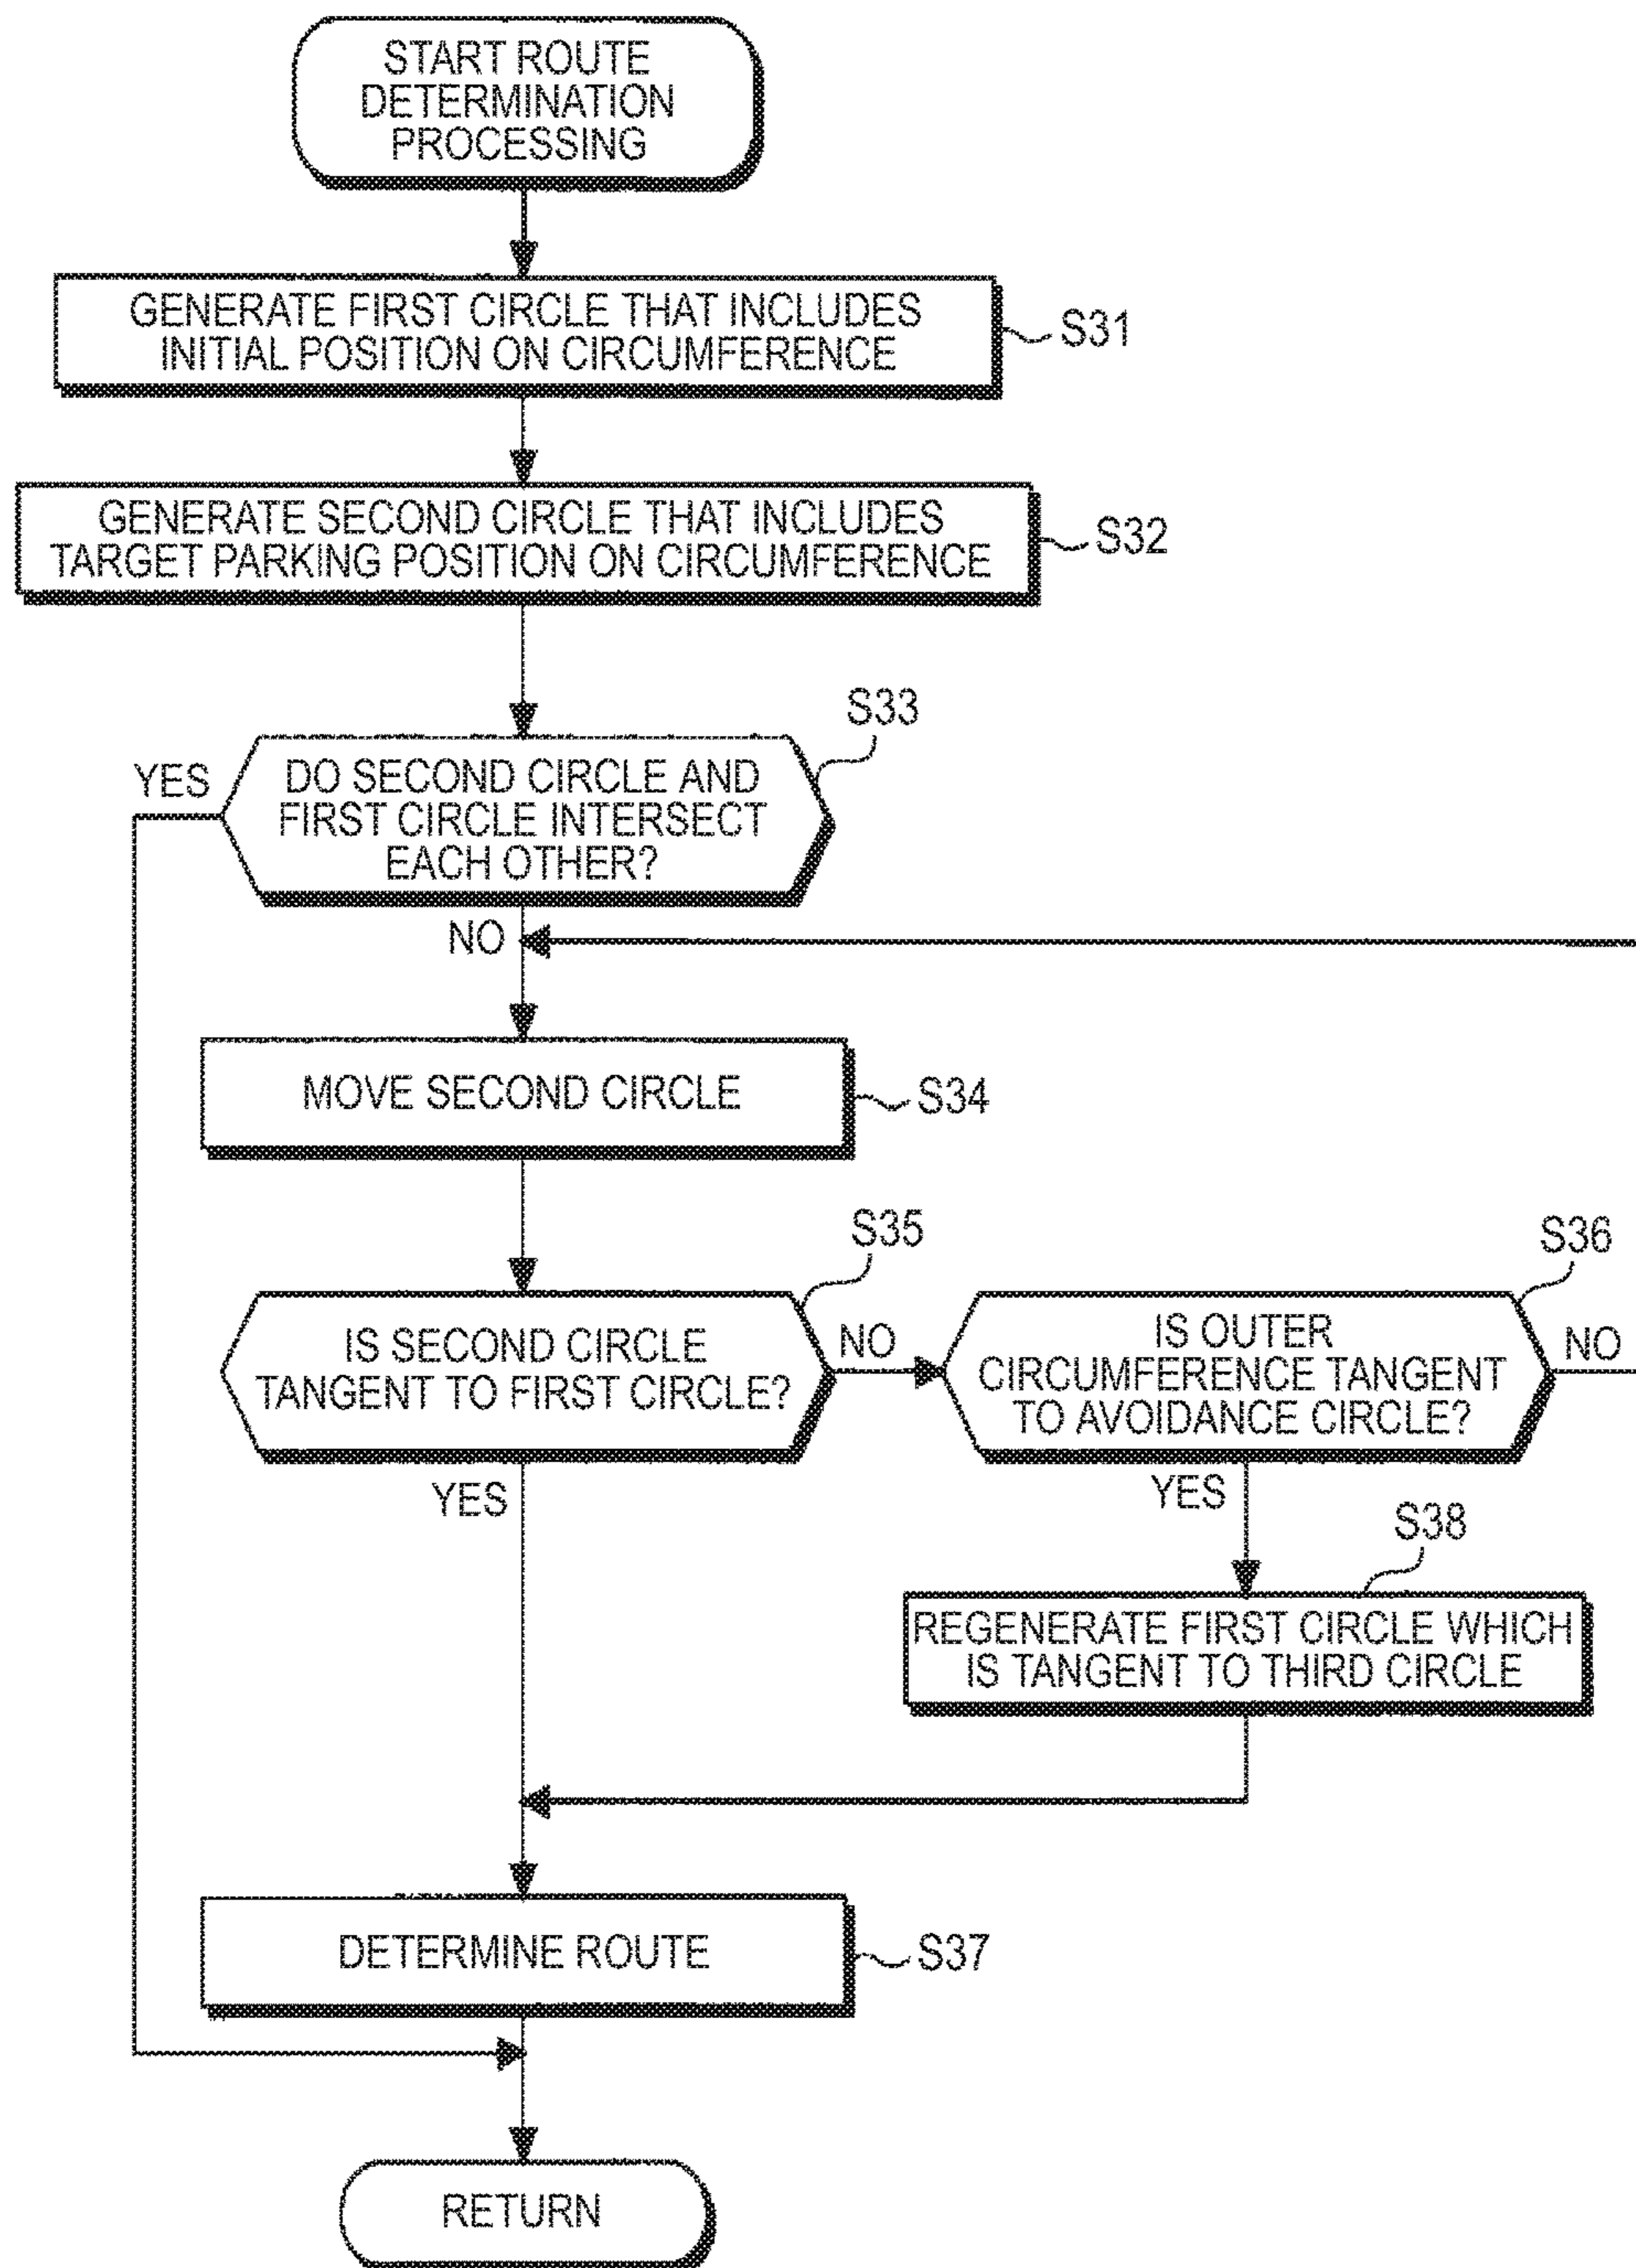 START ROUTE
DETERMINATION
PROCESSING
GENERATE FIRST CIRCLE THAT INCLUDES
INITIAL POSITION ON CIRCUMFERENCE
S31
GENERATE SECOND CIRCLE THAT INCLUDES
TARGET PARKING POSITION ON CIRCUMFERENCE
S32
S33
YES
DO SECOND CIRCLE AND
FIRST CIRCLE INTERSECT
EACH OTHER?
NO
MOVE SECOND CIRCLE
S34
S35
IS SECOND CIRCLE
TANGENT TO FIRST CIRCLE?
NO
YES
S36
IS OUTER
CIRCUMFERENCE TANGENT
TO AVOIDANCE CIRCLE?
NO
YES
S38
REGENERATE FIRST CIRCLE WHICH
IS TANGENT TO THIRD CIRCLE
DETERMINE ROUTE
S37
RETURN